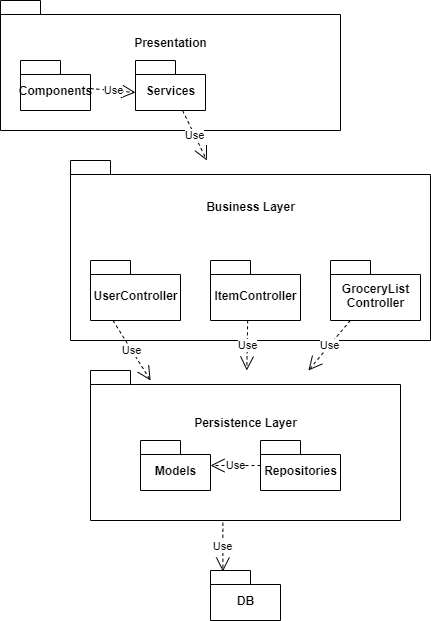 Presentation
Components
Use
Services
Use
Business Layer
UserController
ItemController
GroceryList
Controller
Use
Use
Use
Persistence Layer
Models
Use
Repositories
Use
DB